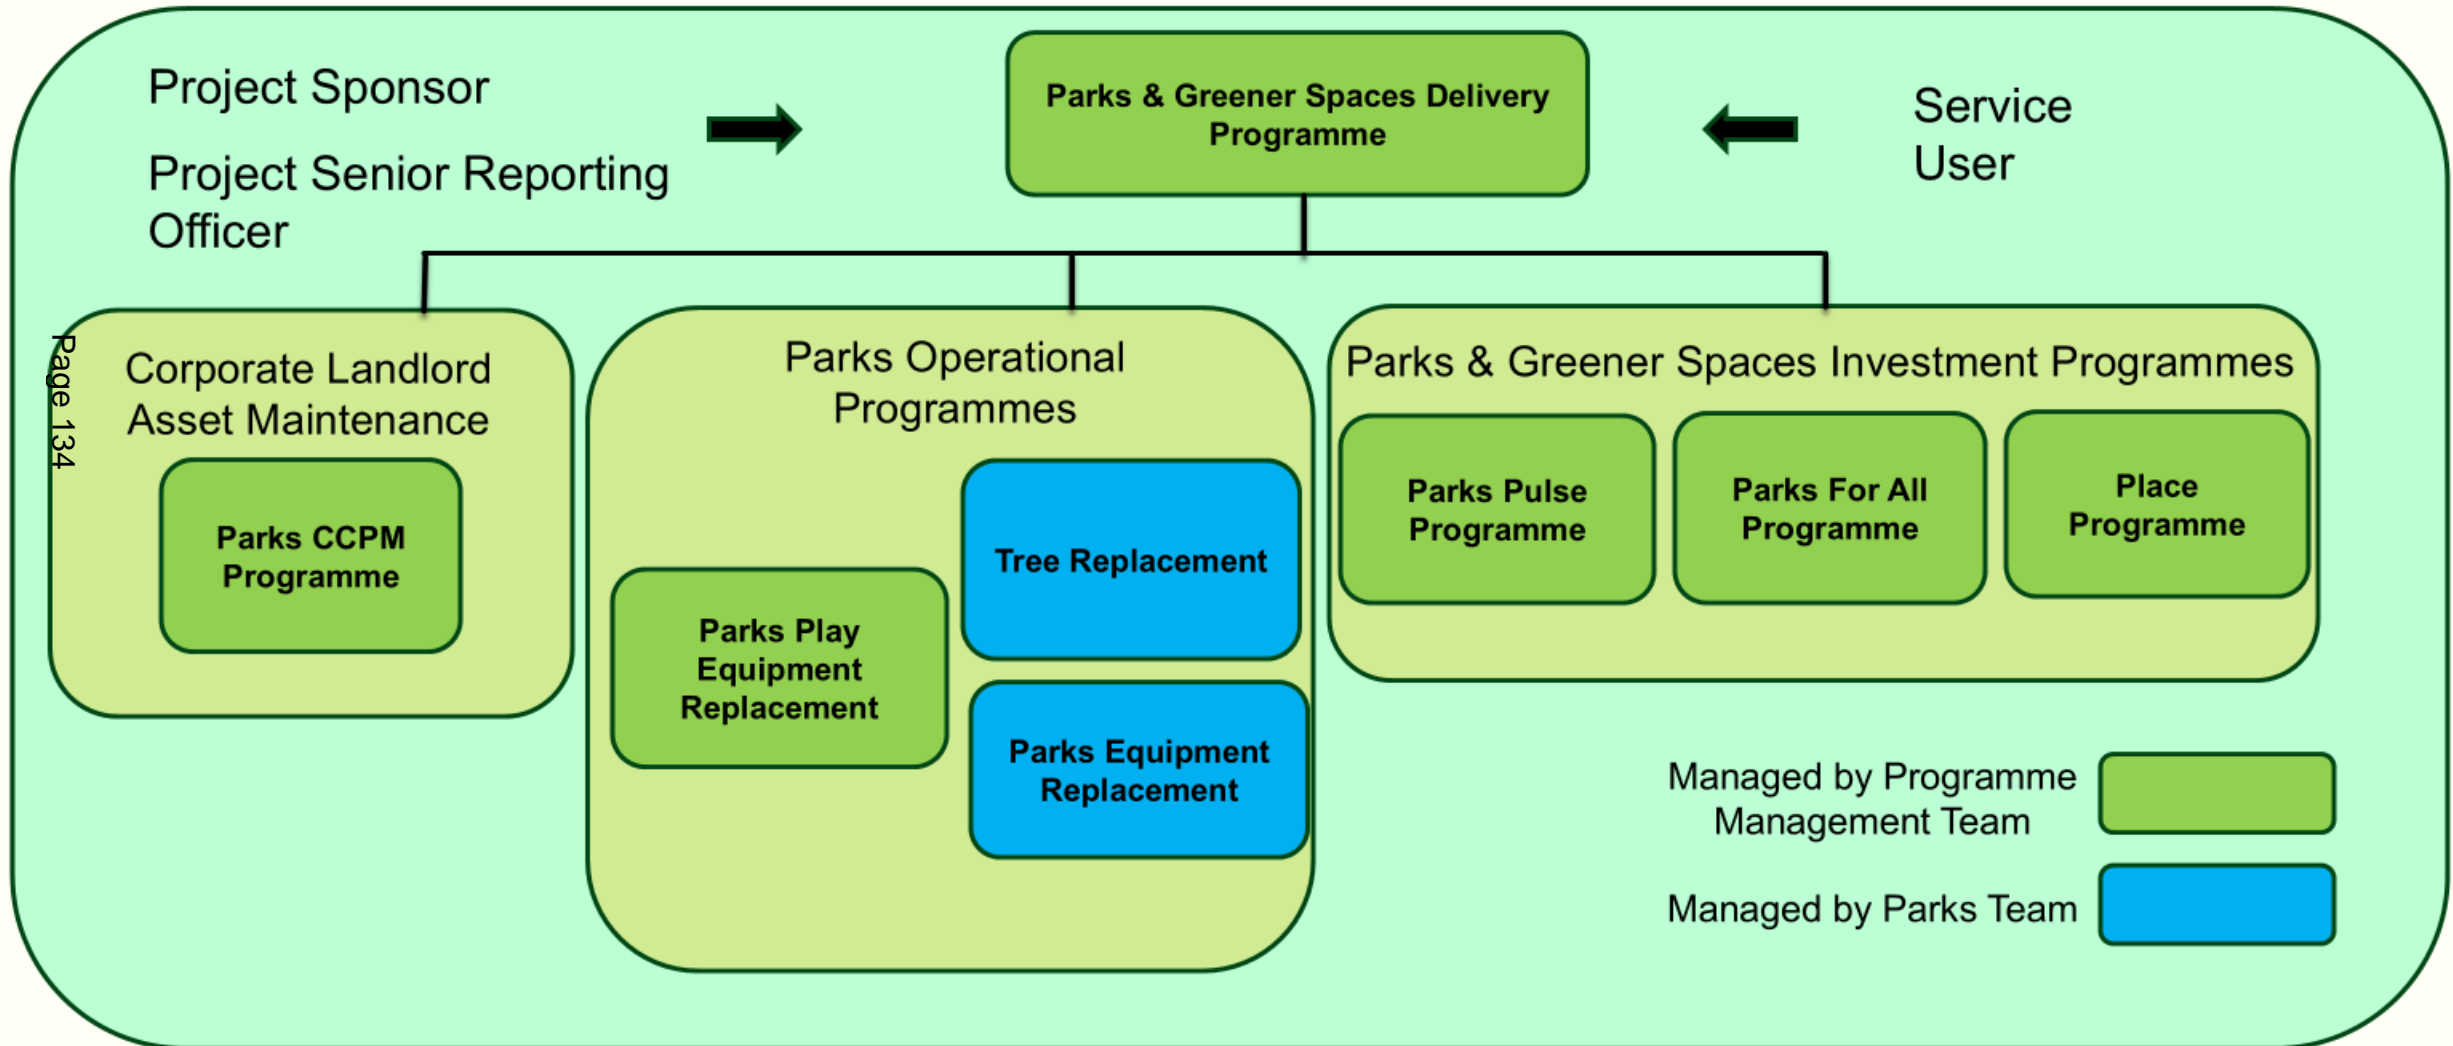 Project Sponsor
Project Senior Reporting
Officer
Parks & Greener Spaces Delivery
Programme
Service
User
Page 134
Corporate Landlord
Asset Maintenance
Parks CCPM
Programme
Parks Operational
Programmes
Parks Play
Equipment
Replacement
Tree Replacement
Parks Equipment
Replacement
Parks & Greener Spaces Investment Programmes
Parks Pulse
Programme
Parks For All
Programme
Place
Programme
Managed by Programme
Management Team
Managed by Parks Team